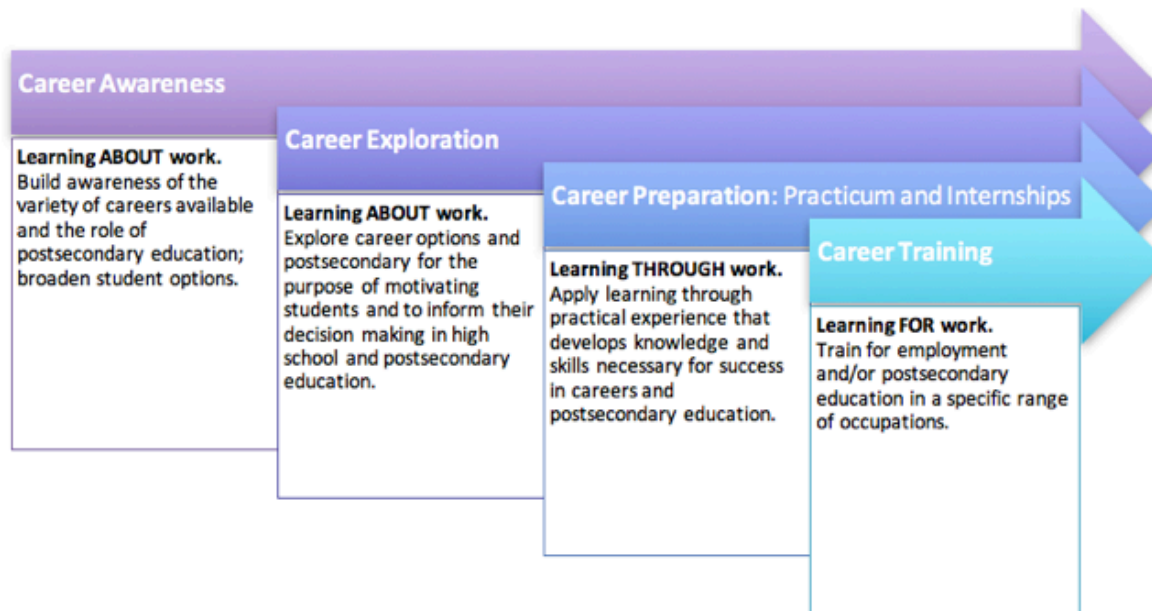 Career Awareness
Learning ABOUT work.
Build awareness of the
variety of careers available
and the role of
postsecondary education;
broaden student options.
Career Exploration
Learning ABOUT work.
Explore career options and
postsecondary for the
purpose of motivating
students and to inform their
decision making in high
school and postsecondary
education.
Career Preparation: Practicum and Internships
Learning THROUGH work.
Apply learning through
practical experience that
develops knowledge and
skills necessary for success
in careers and
postsecondary education.
Career Training
Learning FOR work.
Train for employment
and/or postsecondary
education in a specific range
of occupations.